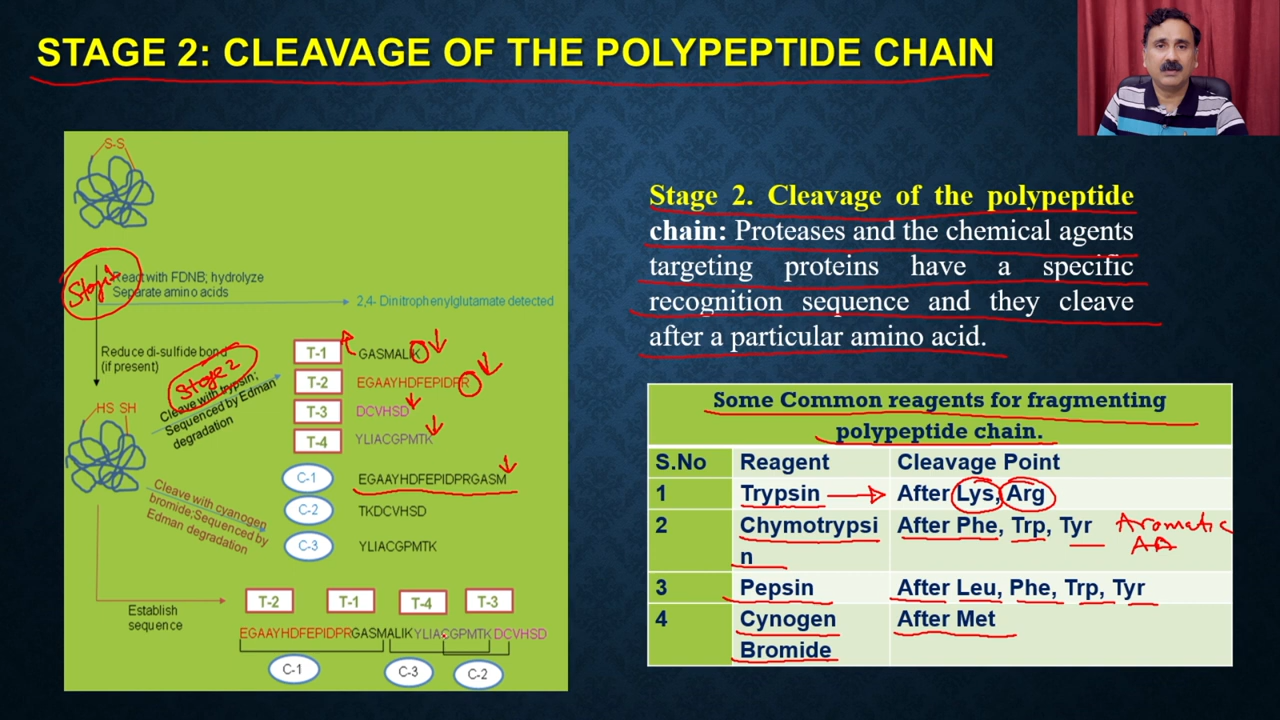 STAGE 2: CLEAVAGE OF THE POLYPEPTIDE CHAIN
S-S
Stage 1
React with FDNB; hydrolyze
Separate amino acids
2,4- Dinitrophenylglutamate detected
Reduce di-sulfide bond
(if present)
Stage 2
HS SH
Cleave with trypsin;
Sequenced by Edman
degradation
T-1 GASMALIK
T-2 EGAAYHDFEPIDPR
T-3 DCVHSD
T-4 YLIACGPMTK
Cleave with cyanogen
bromide;Sequenced by
Edman degradation
C-1 EGAAYHDFEPIDPRGASM
C-2 TKDCVHSD
C-3 YLIACGPMTK
Establish
sequence
T-2 T-1 T-4 T-3
EGAAYHDFEPIDPRGASMALIKYLIACGPMTKDCVHSD
C-1 C-3 C-2
Stage 2. Cleavage of the polypeptide
chain: Proteases and the chemical agents
targeting proteins have a specific
recognition sequence and they cleave
after a particular amino acid.
Some Common reagents for fragmenting
polypeptide chain.
S.No Reagent Cleavage Point
1 Trypsin After Lys, Arg
2 Chymotrypsi After Phe, Trp, Tyr Aromatic
n AA
3 Pepsin After Leu, Phe, Trp, Tyr
4 Cynogen After Met
Bromide